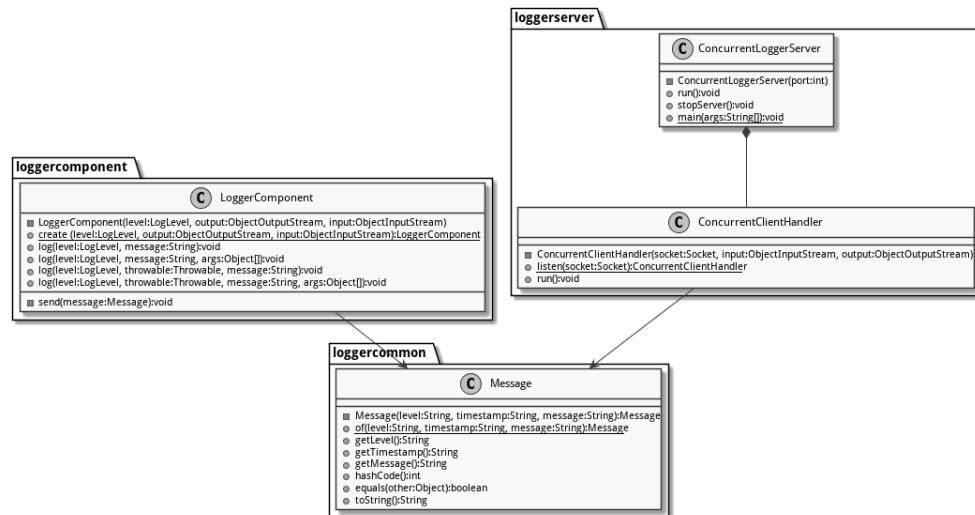 loggerserver
C ConcurrentLoggerServer
ConcurrentLoggerServer(port:int)
run():void
stopServer():void
main(args:String[]):void
loggercomponent
C LoggerComponent
LoggerComponent(level:LogLevel, output:ObjectOutputStream, input:ObjectInputStream)
create (level:LogLevel, output:ObjectOutputStream, input:ObjectInputStream):LoggerComponent
log(level:LogLevel, message:String):void
log(level:LogLevel, message:String, args:Object[]):void
log(level:LogLevel, throwable:Throwable, message:String):void
log(level:LogLevel, throwable:Throwable, message:String, args:Object[]):void
send(message:Message):void
C ConcurrentClientHandler
ConcurrentClientHandler(socket:Socket, input:ObjectInputStream, output:ObjectOutputStream)
listen(socket:Socket):ConcurrentClientHandler
run():void
loggercommon
C Message
Message(level:String, timestamp:String, message:String):Message
of(level:String, timestamp:String, message:String):Message
getLevel():String
getTimestamp():String
getMessage():String
hashCode():int
equals(other:Object):boolean
toString():String